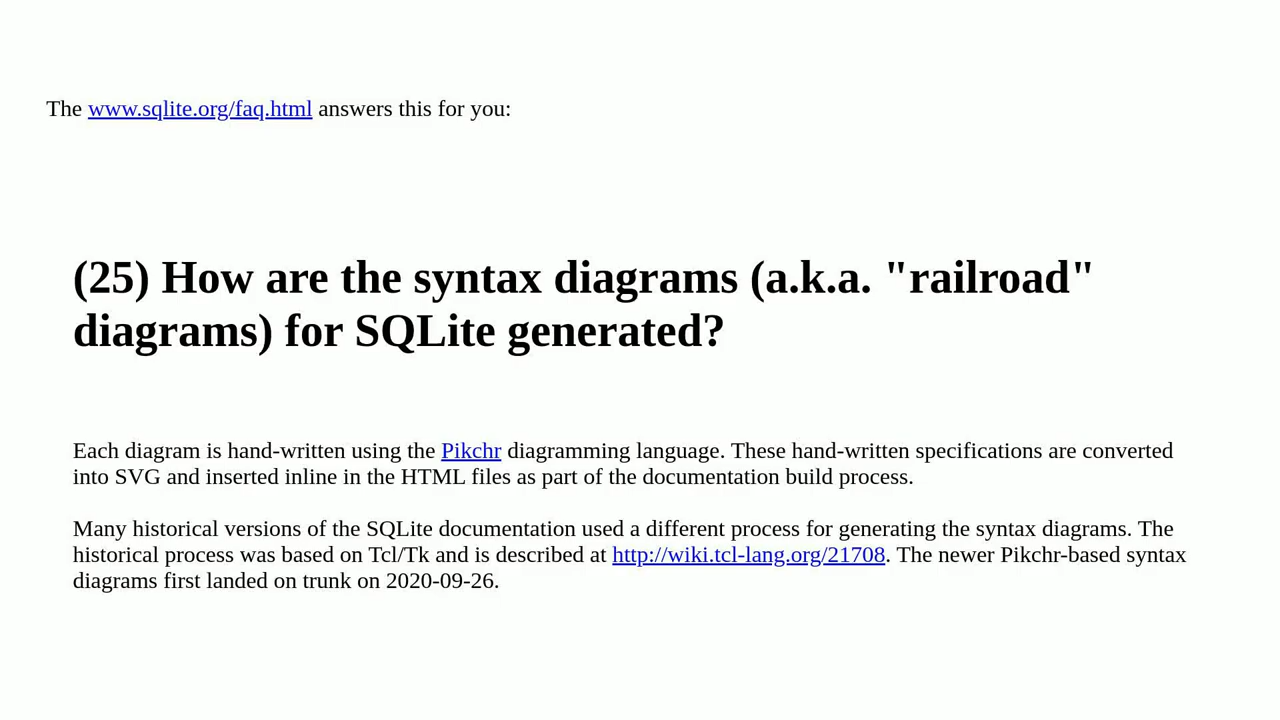 The www.sqlite.org/faq.html answers this for you:
(25) How are the syntax diagrams (a.k.a. "railroad"
diagrams) for SQLite generated?
Each diagram is hand-written using the Pikchr diagramming language. These hand-written specifications are converted
into SVG and inserted inline in the HTML files as part of the documentation build process.
Many historical versions of the SQLite documentation used a different process for generating the syntax diagrams. The
historical process was based on Tcl/Tk and is described at http://wiki.tcl-lang.org/21708. The newer Pikchr-based syntax
diagrams first landed on trunk on 2020-09-26.